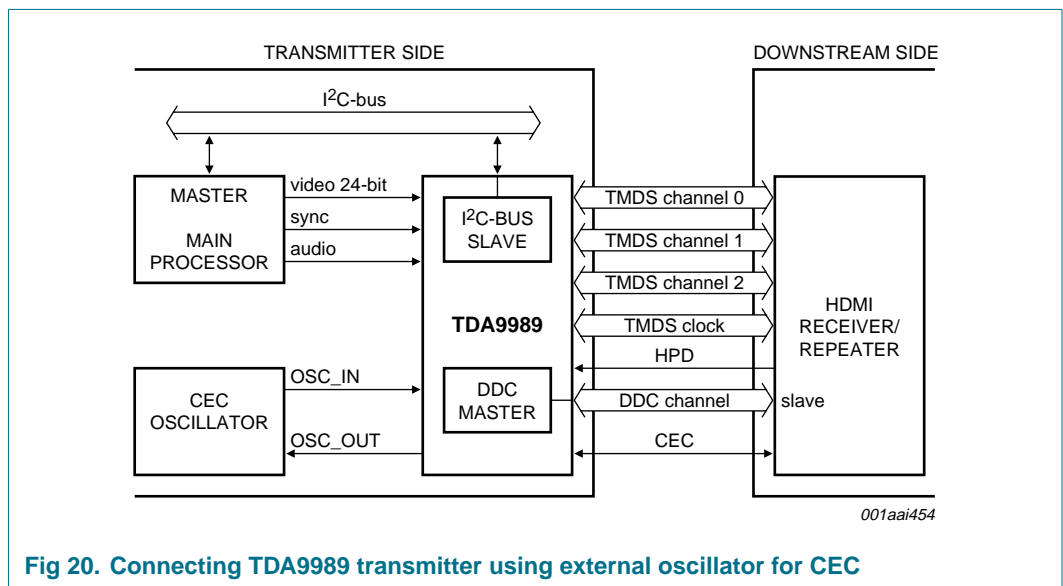 TRANSMITTER SIDE
DOWNSTREAM SIDE
I²C-bus
MASTER
MAIN
PROCESSOR
video 24-bit
sync
audio
I²C-BUS
SLAVE
TDA9989
TMDS channel 0
TMDS channel 1
TMDS channel 2
TMDS clock
HPD
HDMI
RECEIVER/
REPEATER
CEC
OSCILLATOR
OSC_IN
OSC_OUT
DDC
MASTER
DDC channel
slave
CEC
001aai454
Fig 20. Connecting TDA9989 transmitter using external oscillator for CEC